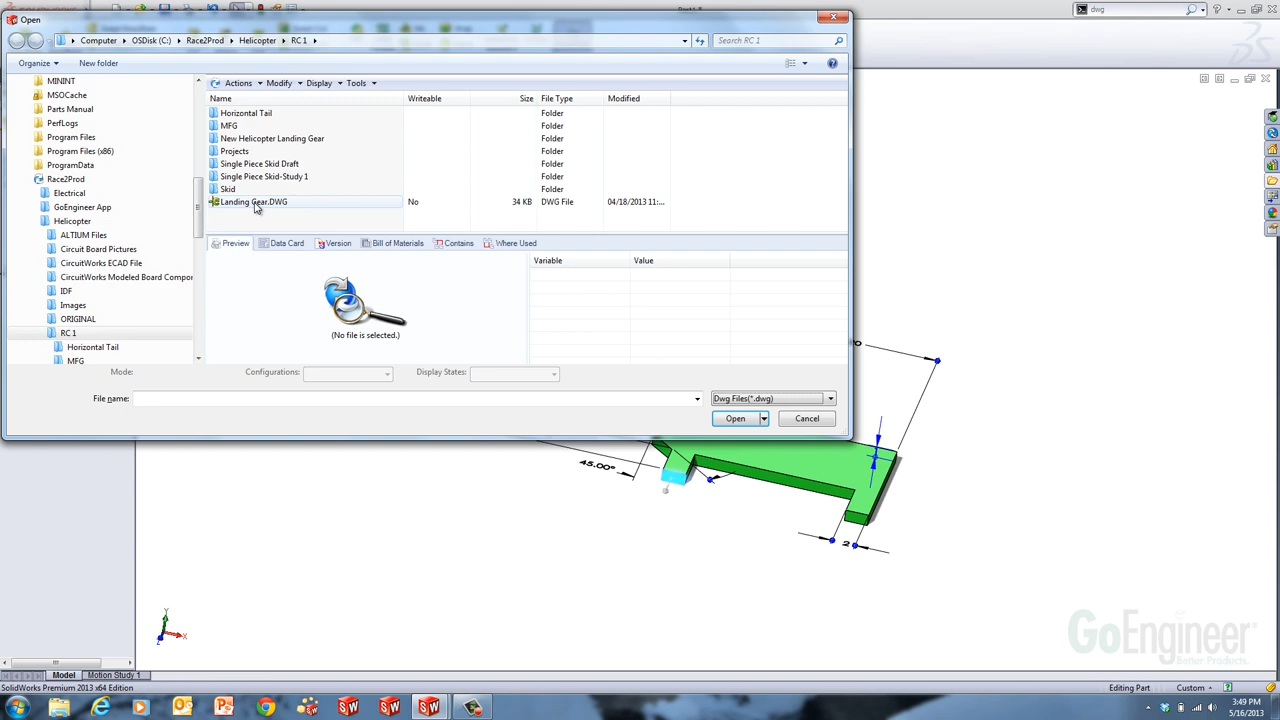 Open
dwg
Computer OSDisk (C:) Race2Prod Helicopter RC 1
Search RC 1
Organize New folder
MININT
MSOCache
Parts Manual
PerfLogs
Program Files
Program Files (x86)
ProgramData
Race2Prod
Electrical
GoEngineer App
Helicopter
ALTIUM Files
Circuit Board Pictures
CircuitWorks ECAD File
CircuitWorks Modeled Board Compor
IDF
Images
ORIGINAL
RC 1
Horizontal Tail
MFG
Actions Modify Display Tools
Name Writeable Size File Type Modified
Horizontal Tail Folder
MFG Folder
New Helicopter Landing Gear Folder
Projects Folder
Single Piece Skid Draft Folder
Single Piece Skid-Study 1 Folder
Skid Folder
Landing Gear.DWG No 34 KB DWG File 04/18/2013 11:...
Preview Data Card Version Bill of Materials Contains Where Used
Variable Value
(No file is selected.)
Mode: Configurations: Display States:
File name: Dwg Files(*.dwg)
Open Cancel
45.00°
2
Y
X
Z
GoEngineer
Better Products.
Model Motion Study 1
SolidWorks Premium 2013 x64 Edition Editing Part Custom
3:49 PM
5/16/2013